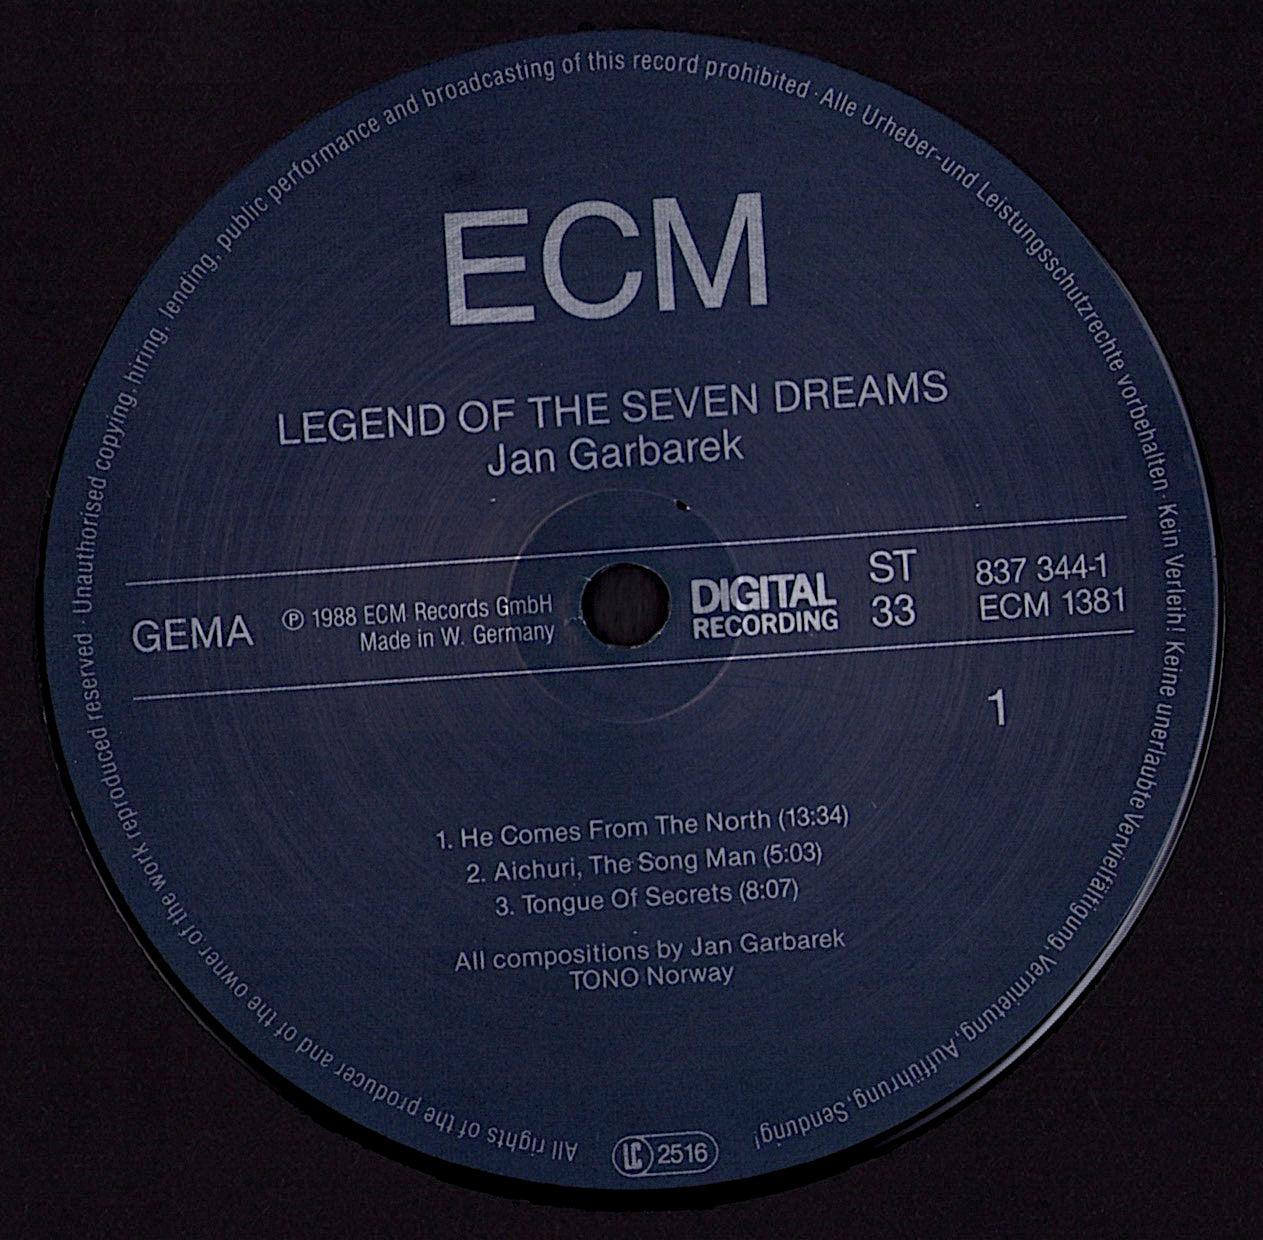 ECM
LEGEND OF THE SEVEN DREAMS
Jan Garbarek
GEMA
℗ 1988 ECM Records GmbH
Made in W. Germany
DIGITAL
RECORDING
ST
33
837 344-1
ECM 1381
1
1. He Comes From The North (13:34)
2. Aichuri, The Song Man (5:03)
3. Tongue Of Secrets (8:07)
All compositions by Jan Garbarek
TONO Norway
All rights of the producer and of the owner of the work reproduced reserved · Unauthorised copying, hiring, lending, public performance and broadcasting of this record prohibited · Alle Urheber-und Leistungsschutzrechte vorbehalten · Kein Verleih! Keine unerlaubte Vervielfältigung, Vermietung, Aufführung, Sendung!
LC 2516